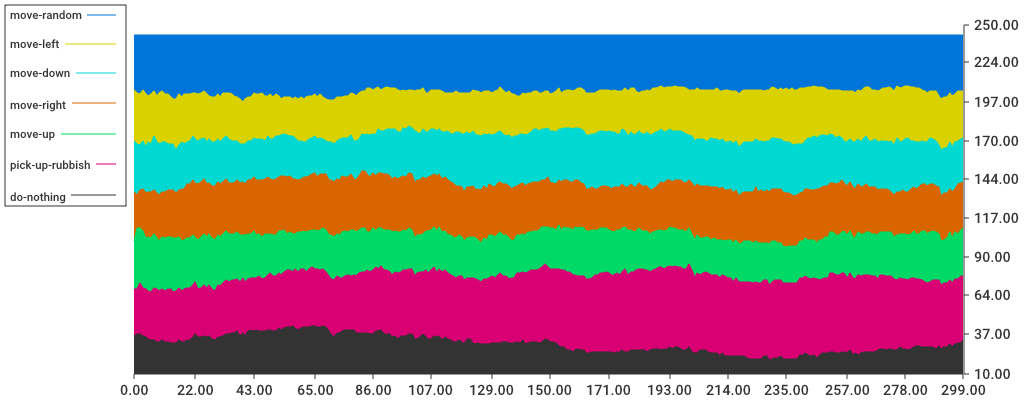 move-random
move-left
move-down
move-right
move-up
pick-up-rubbish
do-nothing
250.00
224.00
197.00
170.00
144.00
117.00
90.00
64.00
37.00
10.00
0.00 22.00 43.00 65.00 86.00 107.00 129.00 150.00 171.00 193.00 214.00 235.00 257.00 278.00 299.00